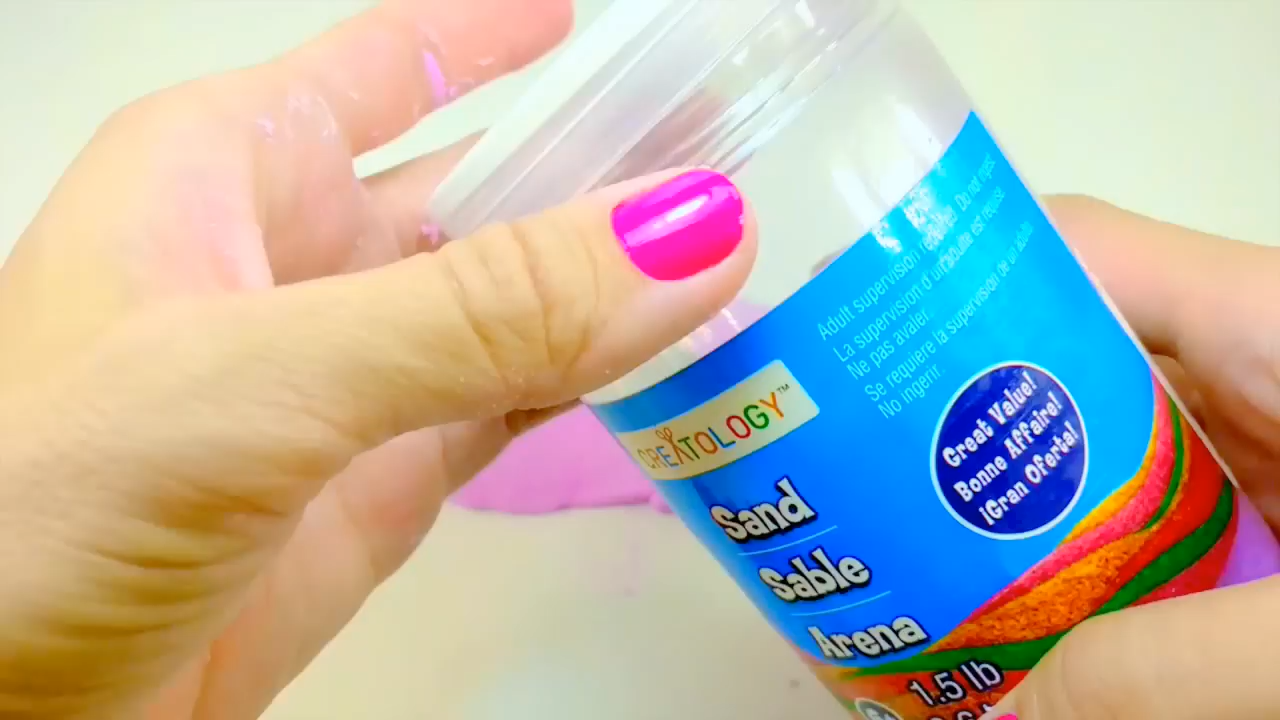 Adult supervision required. Do not ingest
La supervision d'un adulte est requise
Ne pas avaler.
Se requiere la supervisión de un adulto
No ingerir.
CREATOLOGY™
Great Value!
Bonne Affaire!
¡Gran Oferta!
Sand
Sable
Arena
1.5 lb